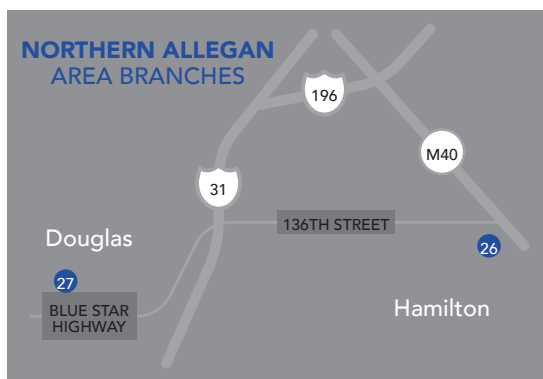 NORTHERN ALLEGAN
AREA BRANCHES
196
M40
31
136TH STREET
Douglas
26
27
BLUE STAR
HIGHWAY
Hamilton